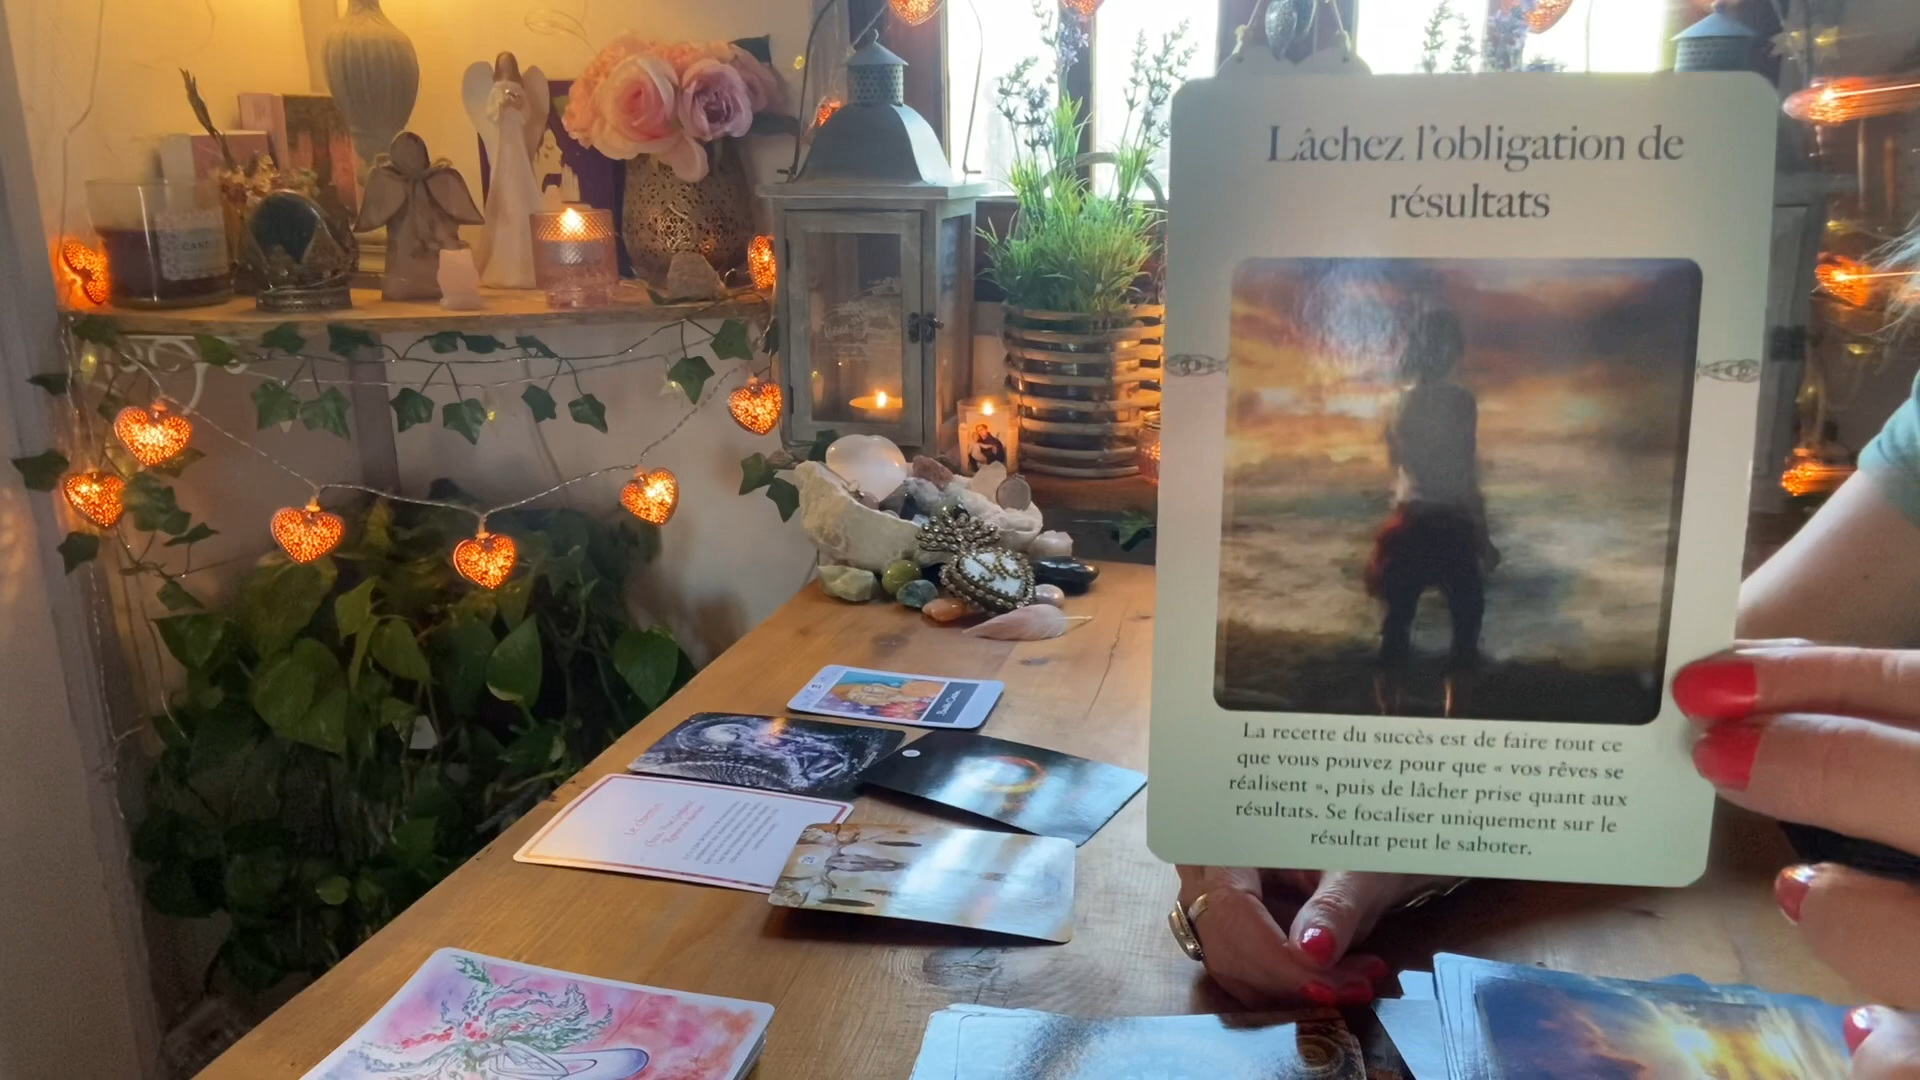 Lâchez l'obligation de
résultats
La recette du succès est de faire tout ce
que vous pouvez pour que « vos rêves se
réalisent », puis de lâcher prise quant aux
résultats. Se focaliser uniquement sur le
résultat peut le saboter.